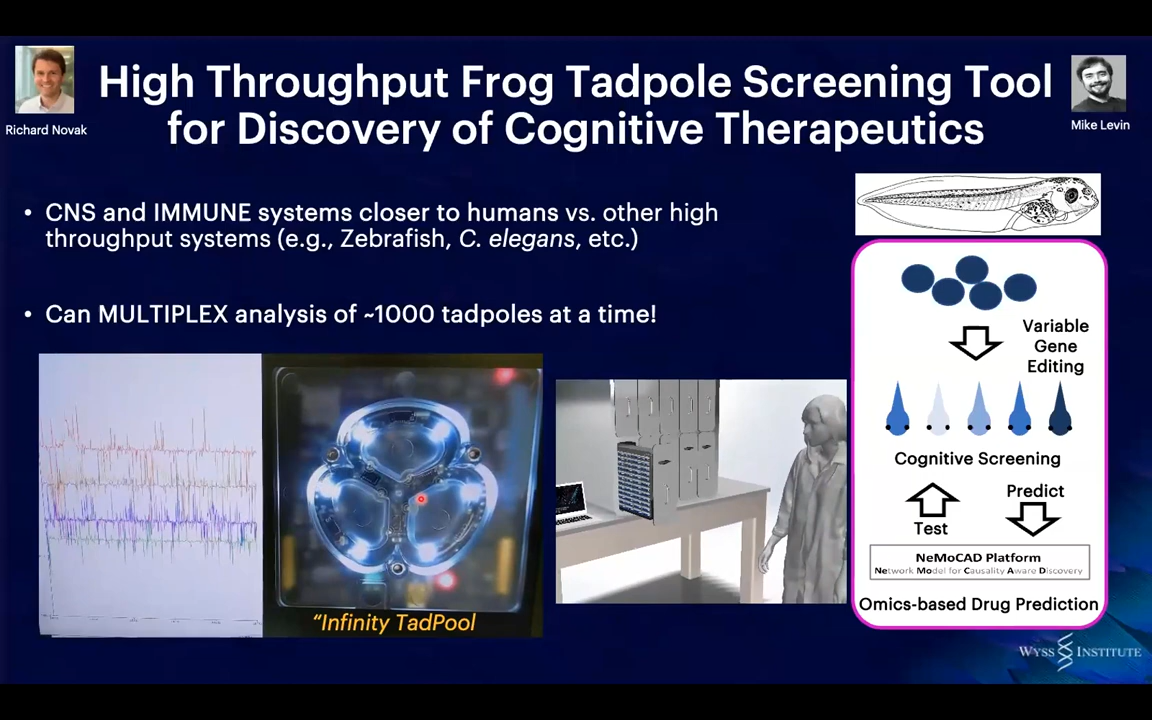 Richard Novak
High Throughput Frog Tadpole Screening Tool
for Discovery of Cognitive Therapeutics
Mike Levin
• CNS and IMMUNE systems closer to humans vs. other high
throughput systems (e.g., Zebrafish, C. elegans, etc.)
• Can MULTIPLEX analysis of ~1000 tadpoles at a time!
"Infinity TadPool
Variable
Gene
Editing
Cognitive Screening
Test
Predict
NeMoCAD Platform
Network Model for Causality Aware Discovery
Omics-based Drug Prediction
WYSS INSTITUTE